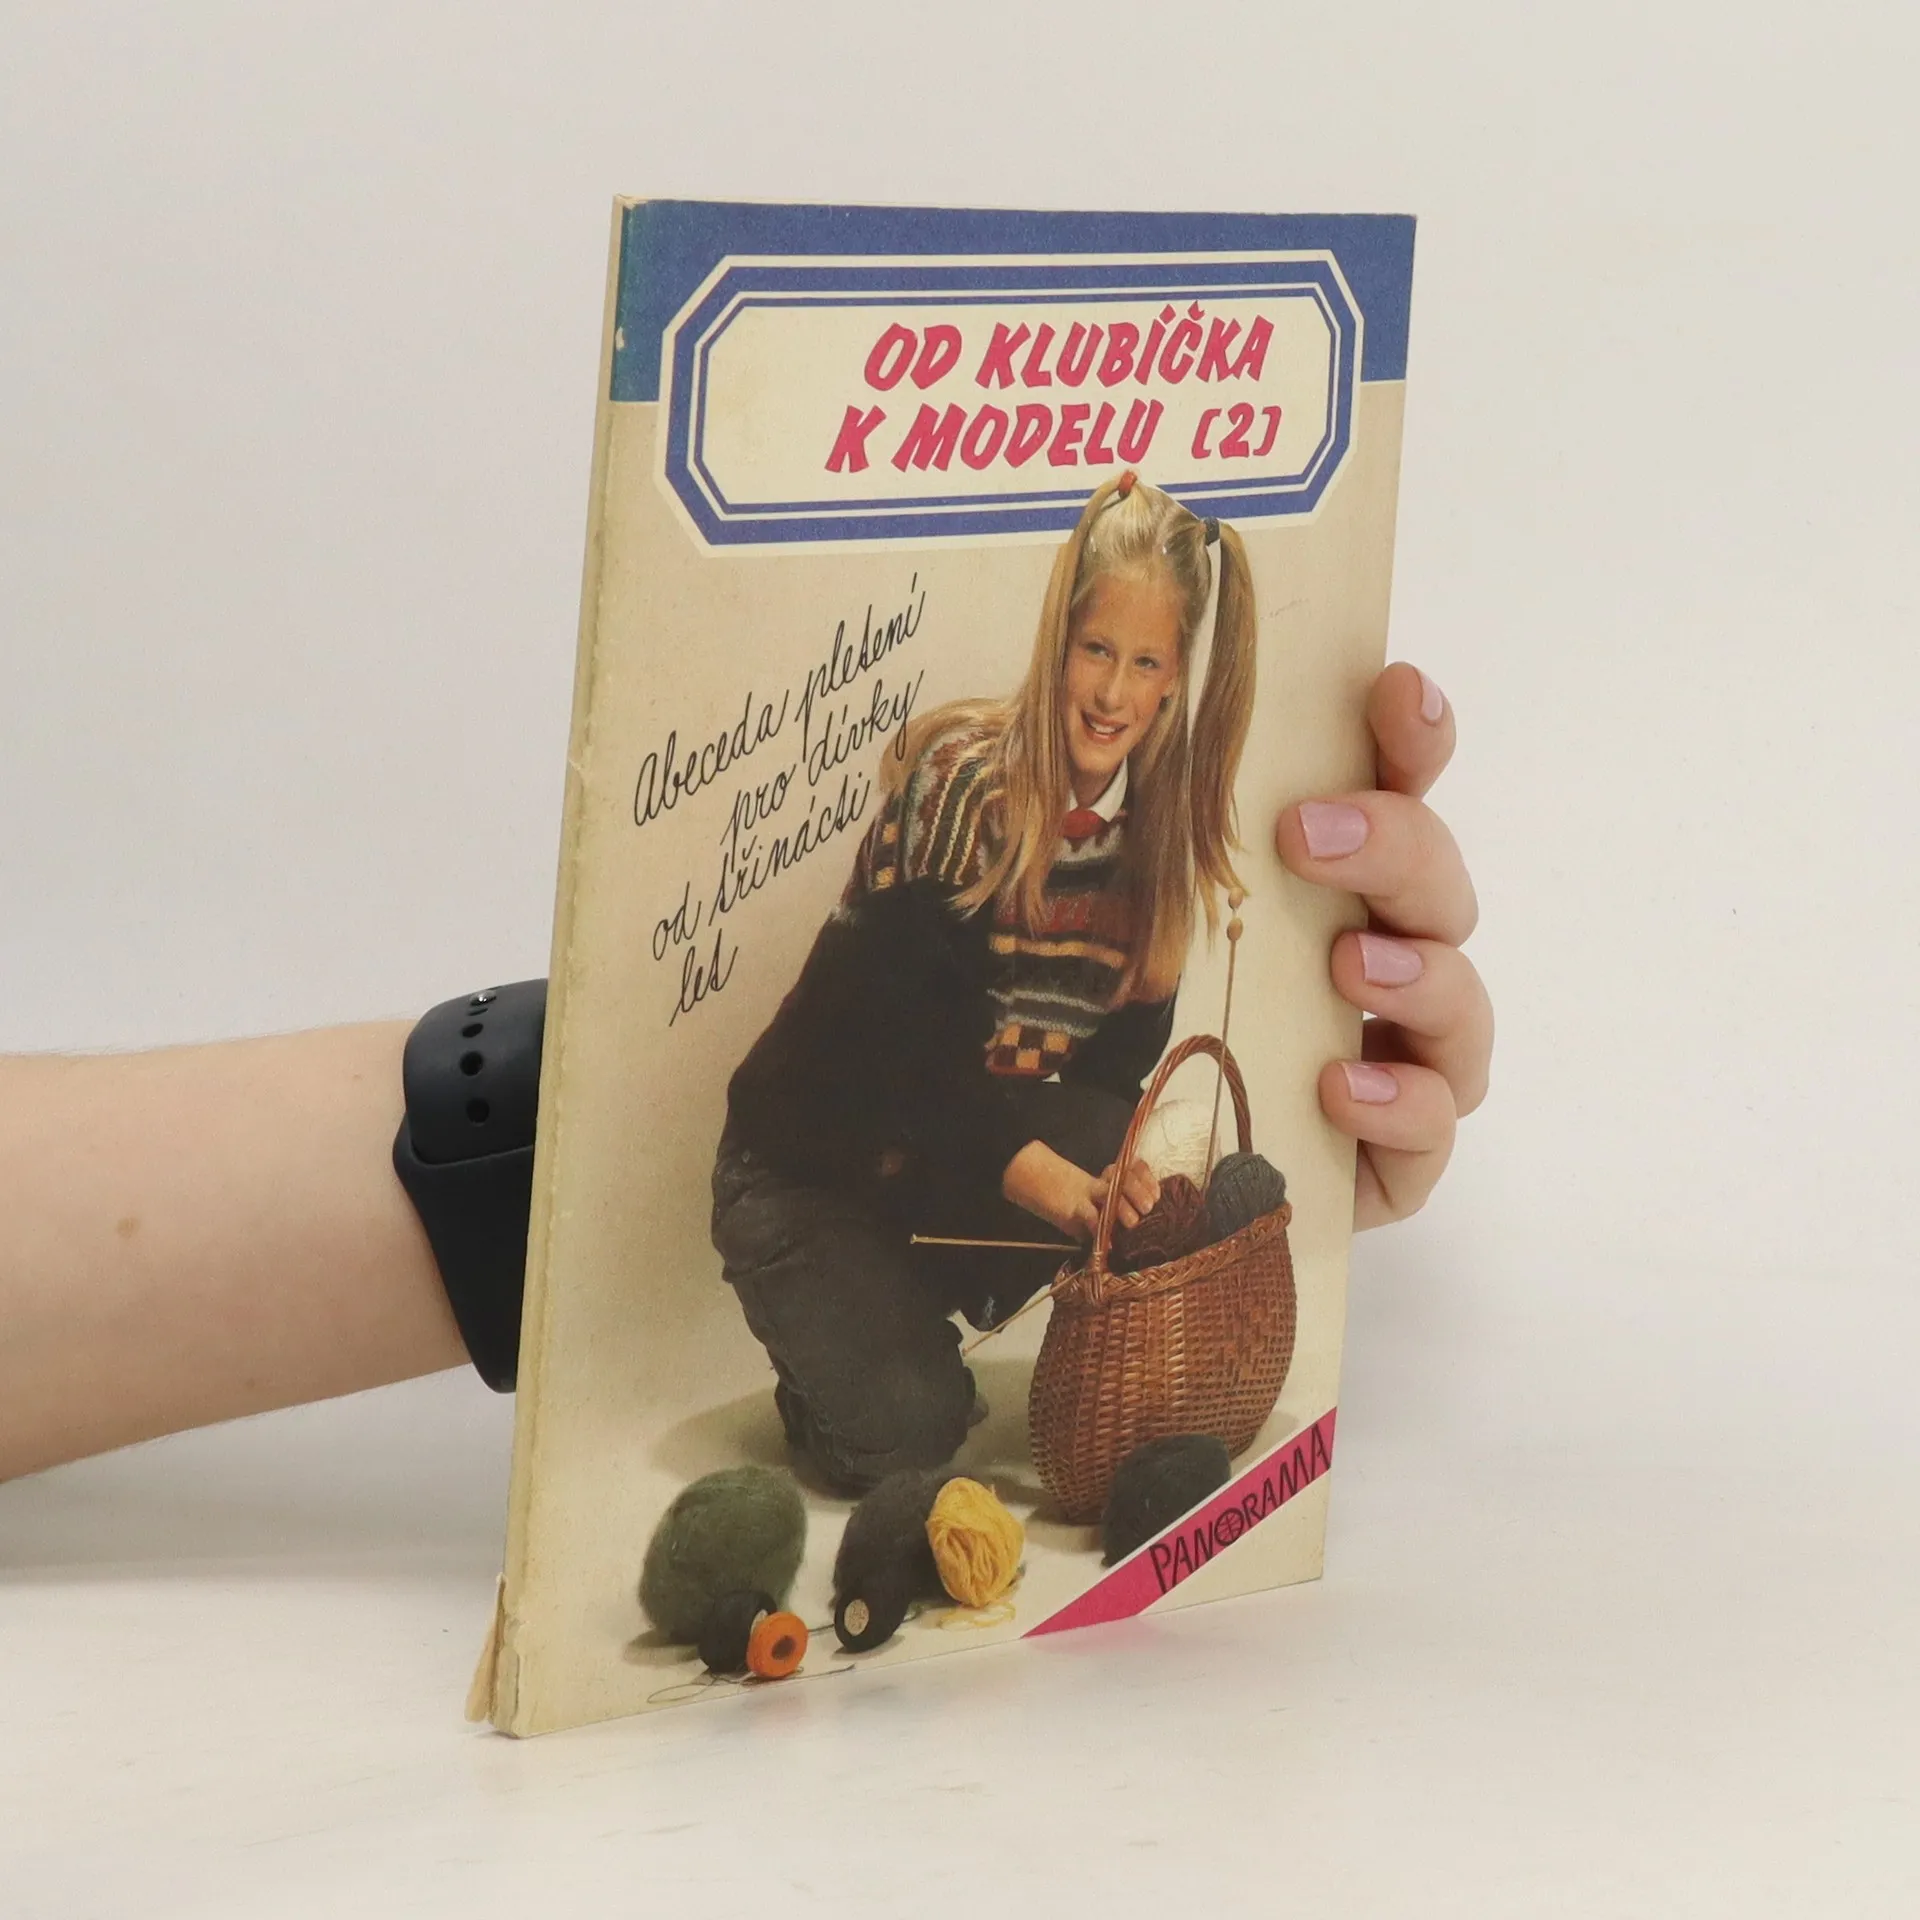 OD KLUBÍČKA
K MODELU (2)
Abeceda pletení
pro dívky
od třinácti
let
PANORAMA